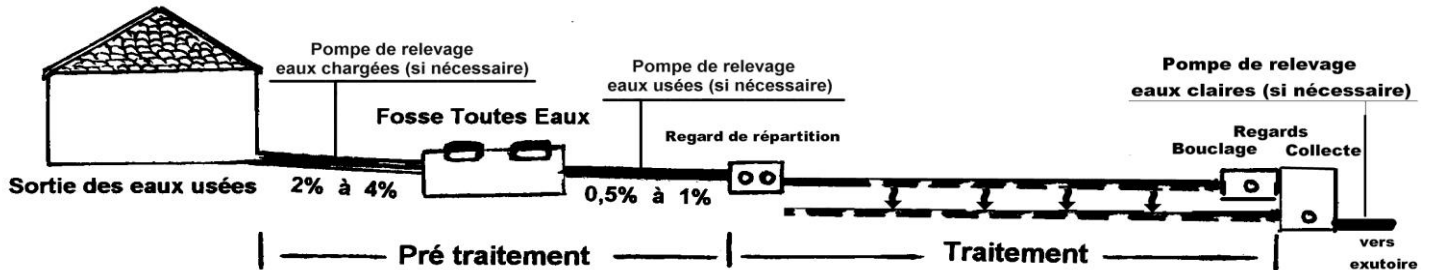 Pompe de relevage
eaux chargées (si nécessaire)
Pompe de relevage
eaux usées (si nécessaire)
Pompe de relevage
eaux claires (si nécessaire)
Fosse Toutes Eaux
Regard de répartition
Regards
Bouclage Collecte
Sortie des eaux usées
2% à 4%
0,5% à 1%
Pré traitement
Traitement
vers
exutoire